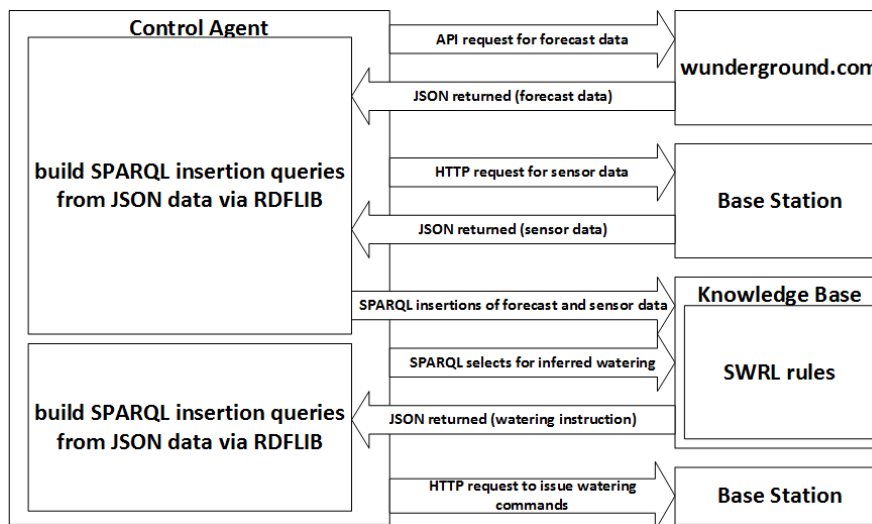 Control Agent
build SPARQL insertion queries
from JSON data via RDFLIB
build SPARQL insertion queries
from JSON data via RDFLIB
API request for forecast data
JSON returned (forecast data)
HTTP request for sensor data
JSON returned (sensor data)
SPARQL insertions of forecast and sensor data
SPARQL selects for inferred watering
JSON returned (watering instruction)
HTTP request to issue watering
commands
wunderground.com
Base Station
Knowledge Base
SWRL rules
Base Station